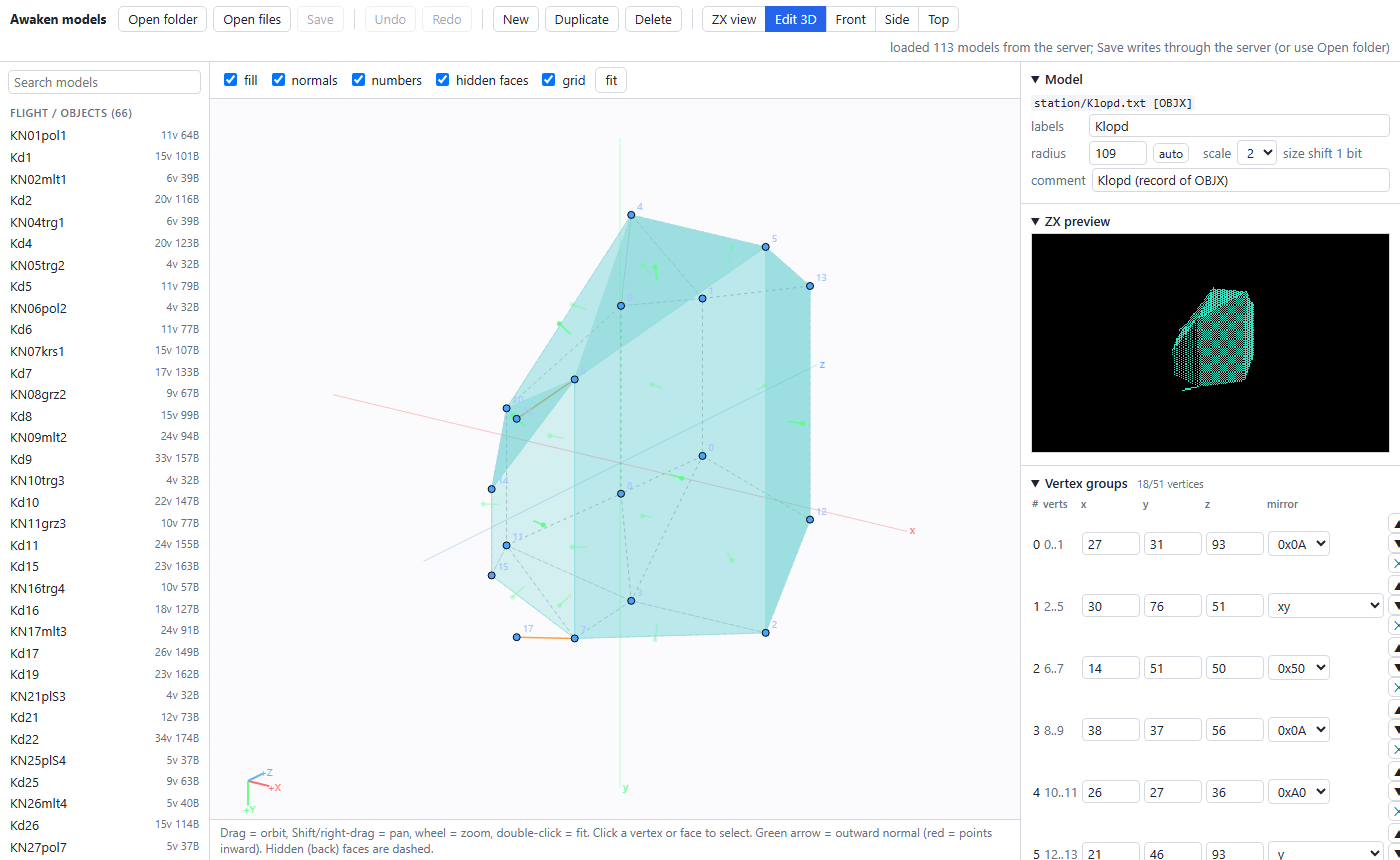 Awaken models Open folder Open files Save Undo Redo New Duplicate Delete ZX view Edit 3D Front Side Top
loaded 113 models from the server; Save writes through the server (or use Open folder)
Search models
FLIGHT / OBJECTS (66)
KN01pol1 11v 64B
Kd1 15v 101B
KN02mlt1 6v 39B
Kd2 20v 116B
KN04trg1 6v 39B
Kd4 20v 123B
KN05trg2 4v 32B
Kd5 11v 79B
KN06pol2 4v 32B
Kd6 11v 77B
KN07krs1 15v 107B
Kd7 17v 133B
KN08grz2 9v 67B
Kd8 15v 99B
KN09mlt2 24v 94B
Kd9 33v 157B
KN10trg3 4v 32B
Kd10 22v 147B
KN11grz3 10v 77B
Kd11 24v 155B
Kd15 23v 163B
KN16trg4 10v 57B
Kd16 18v 127B
KN17mlt3 24v 91B
Kd17 26v 149B
Kd19 23v 162B
KN21plS3 4v 32B
Kd21 12v 73B
Kd22 34v 174B
KN25plS4 5v 37B
Kd25 9v 63B
KN26mlt4 5v 40B
Kd26 15v 114B
KN27pol7 5v 37B
fill normals numbers hidden faces grid fit
4
5
13
z
12
x
11
15
17
2
y
+Z
+X
+Y
Drag = orbit, Shift/right-drag = pan, wheel = zoom, double-click = fit. Click a vertex or face to select. Green arrow = outward normal (red = points
inward). Hidden (back) faces are dashed.
Model
station/Klopd.txt [OBJX]
labels Klopd
radius 109 auto scale 2 size shift 1 bit
comment Klopd (record of OBJX)
ZX preview
Vertex groups 18/51 vertices
# verts x y z mirror
0 0..1 27 31 93 0x0A
1 2..5 30 76 51 xy
2 6..7 14 51 50 0x50
3 8..9 38 37 56 0x0A
4 10..11 26 27 36 0xA0
5 12..13 21 46 93 y